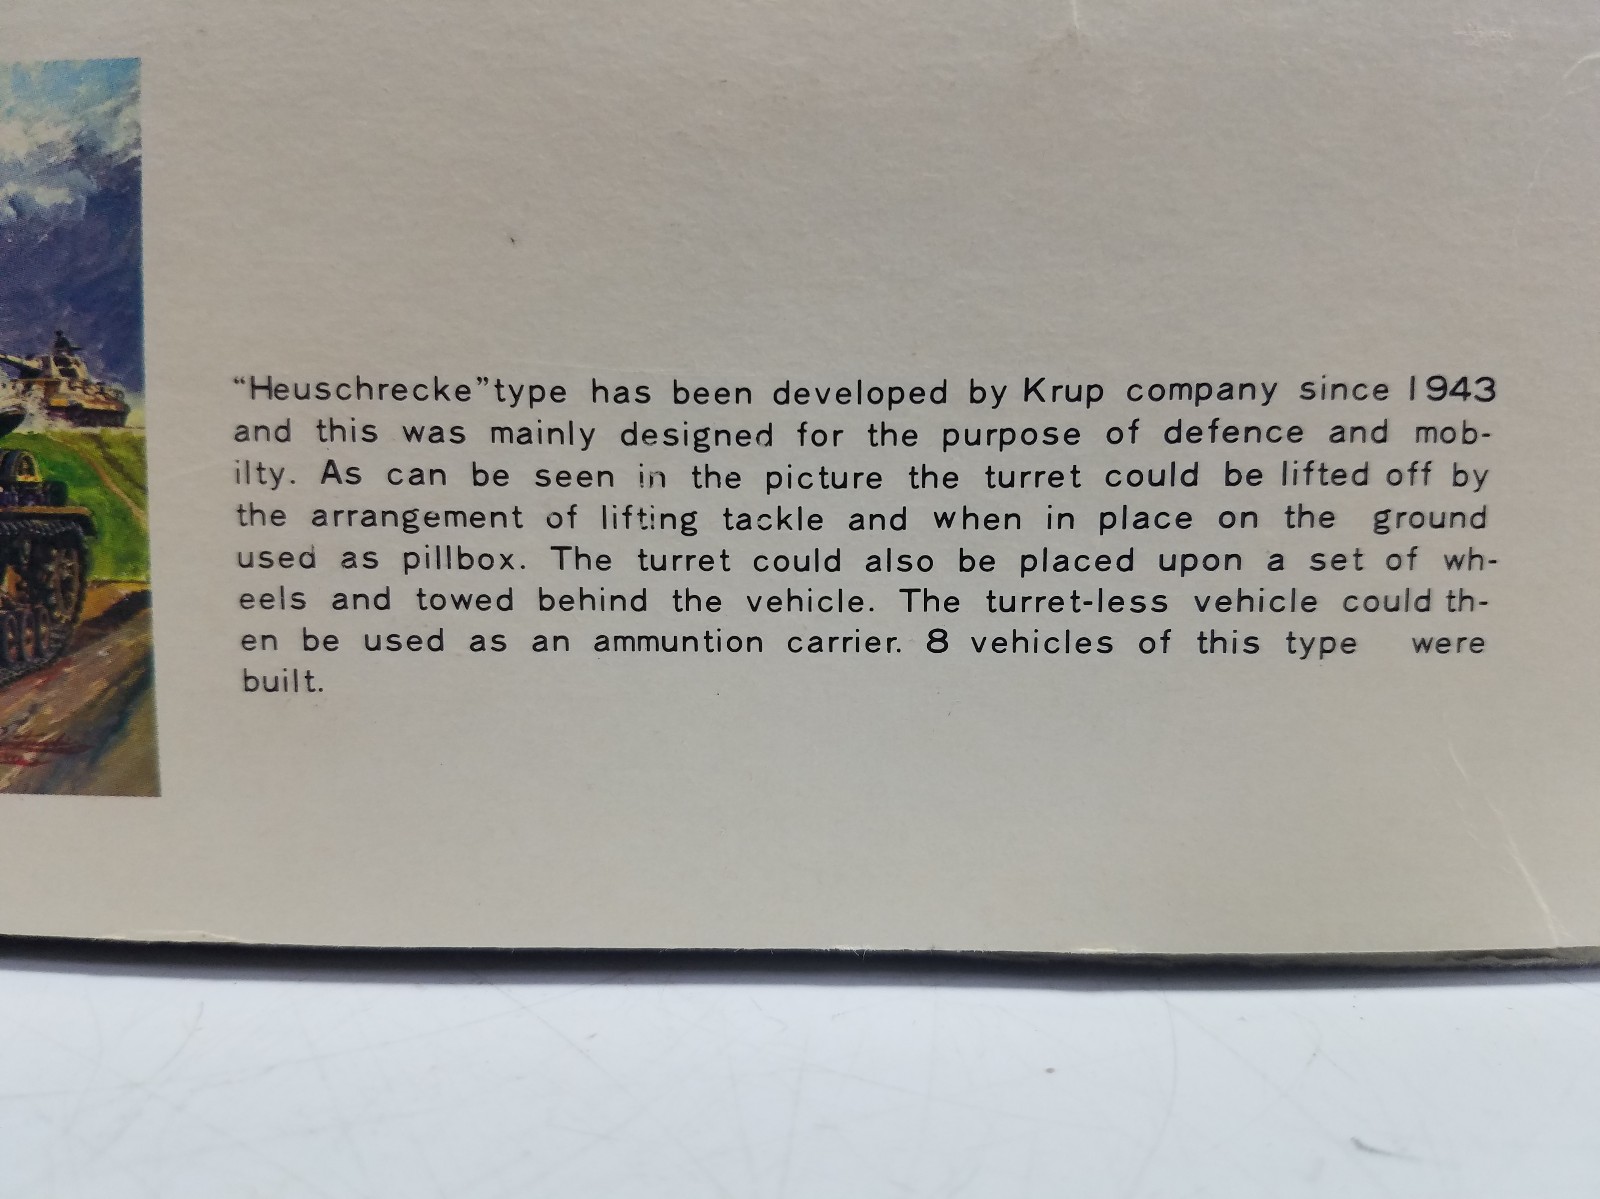 “Heuschrecke” type has been developed by Krup company since 1943
and this was mainly designed for the purpose of defence and mob-
ilty. As can be seen in the picture the turret could be lifted off by
the arrangement of lifting tackle and when in place on the ground
used as pillbox. The turret could also be placed upon a set of wh-
eels and towed behind the vehicle. The turret-less vehicle could th-
en be used as an ammuntion carrier. 8 vehicles of this type were
built.